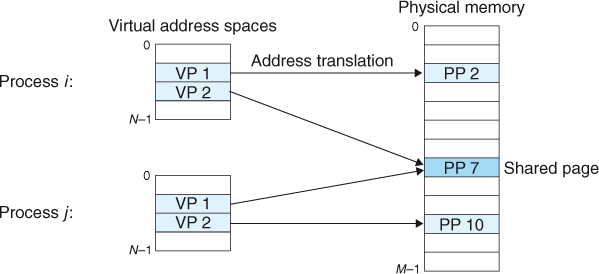 Physical memory
Virtual address spaces
0
0
Address translation
Process i:
VP 1
PP 2
VP 2
N–1
PP 7
Shared page
0
Process j:
VP 1
VP 2
PP 10
N–1
M–1